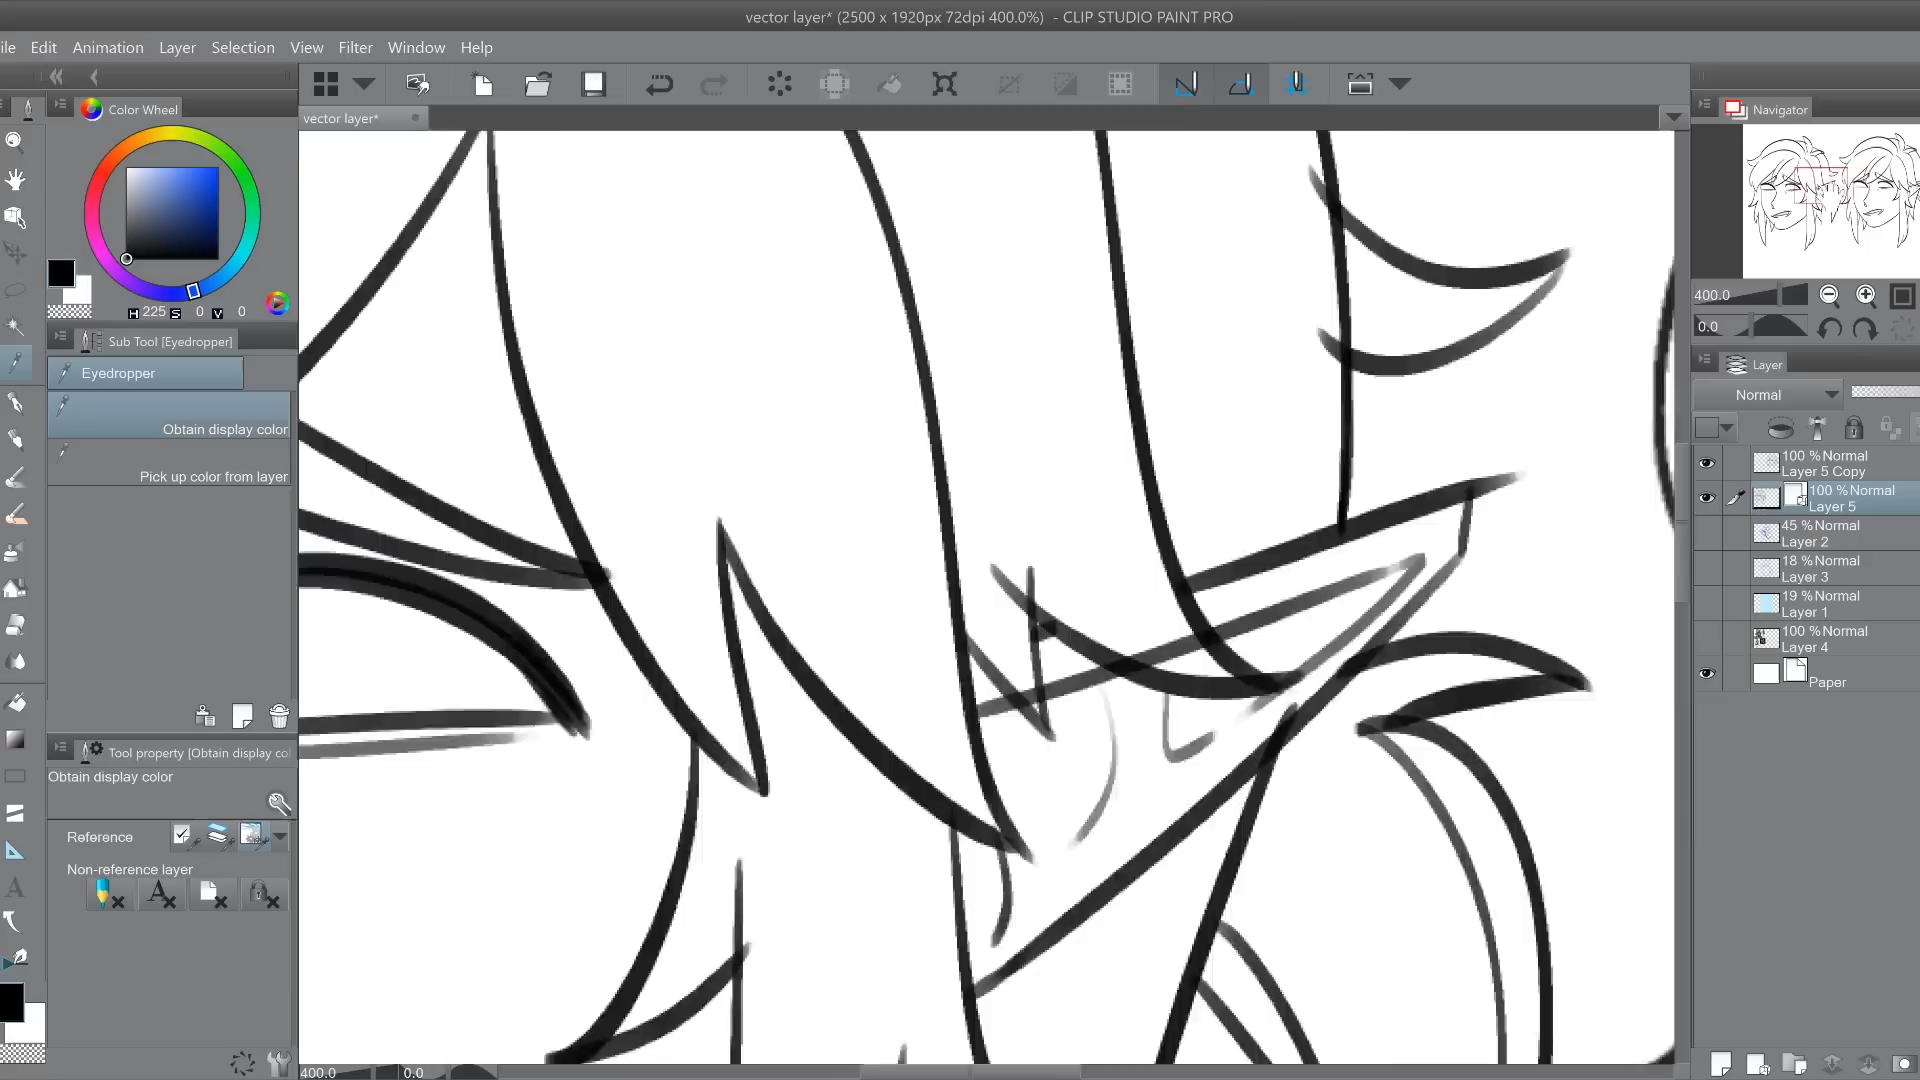 vector layer* (2500 x 1920px 72dpi 400.0%) - CLIP STUDIO PAINT PRO
ile Edit Animation Layer Selection View Filter Window Help
Color Wheel
vector layer*
Navigator
H 225 S 0 V 0
400.0
0.0
Sub Tool [Eyedropper]
Eyedropper
Obtain display color
Pick up color from layer
Layer
Normal
100 %Normal
Layer 5 Copy
100 %Normal
Layer 5
45 %Normal
Layer 2
18 %Normal
Layer 3
19 %Normal
Layer 1
100 %Normal
Layer 4
Paper
Tool property [Obtain display co
Obtain display color
Reference
Non-reference layer
400.0 0.0